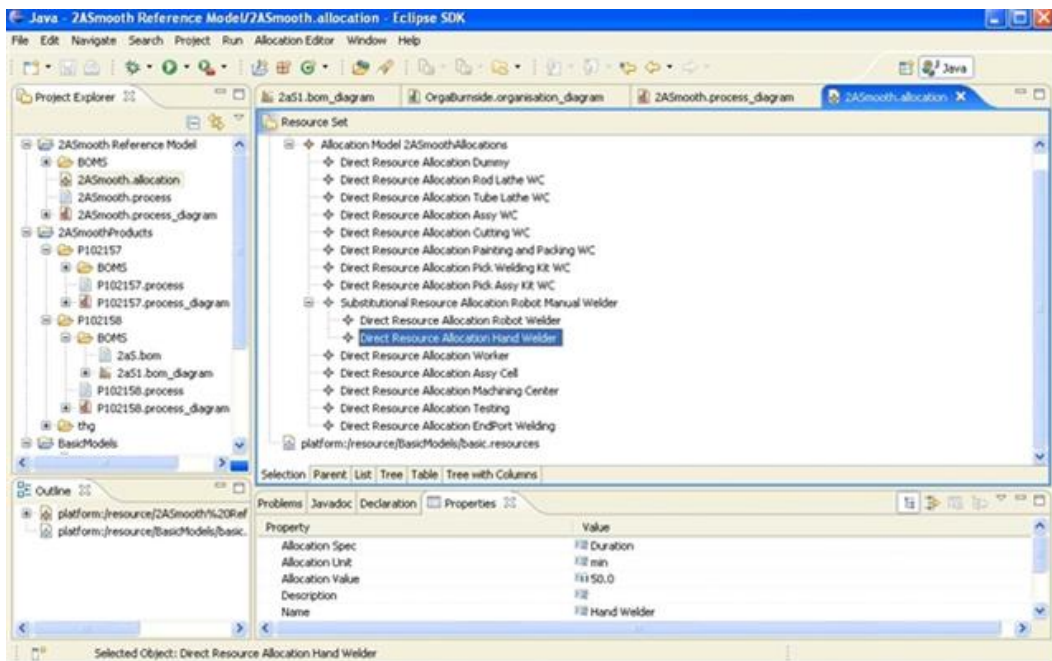 Java - 2ASmooth Reference Model/2ASmooth.allocation - Eclipse SDK
File Edit Navigate Search Project Run Allocation Editor Window Help
Java
Project Explorer
2a51.bom_diagram
OrgaBurnside.organisation_diagram
2ASmooth.process_diagram
2ASmooth.allocation
2ASmooth Reference Model
BOMS
2ASmooth.allocation
2ASmooth.process
2ASmooth.process_diagram
2ASmoothProducts
P102157
BOMS
P102157.process
P102157.process_diagram
P102158
BOMS
2a5.bom
2a51.bom_diagram
P102158.process
P102158.process_diagram
thg
BasicModels
Resource Set
Allocation Model 2ASmoothAllocations
Direct Resource Allocation Dummy
Direct Resource Allocation Rod Lathe WC
Direct Resource Allocation Tube Lathe WC
Direct Resource Allocation Assy WC
Direct Resource Allocation Cutting WC
Direct Resource Allocation Painting and Packing WC
Direct Resource Allocation Pick Welding Kit WC
Direct Resource Allocation Pick Assy Kit WC
Substitutional Resource Allocation Robot Manual Welder
Direct Resource Allocation Robot Welder
Direct Resource Allocation Hand Welder
Direct Resource Allocation Worker
Direct Resource Allocation Assy Cell
Direct Resource Allocation Machining Center
Direct Resource Allocation Testing
Direct Resource Allocation EndPort Welding
platform:/resource/BasicModels/basic.resources
Selection Parent List Tree Table Tree with Columns
Outline
platform:/resource/2ASmooth%20Ref
platform:/resource/BasicModels/basic.
Problems Javadoc Declaration Properties
Property Value
Allocation Spec Duration
Allocation Unit min
Allocation Value 50.0
Description
Name Hand Welder
Selected Object: Direct Resource Allocation Hand Welder